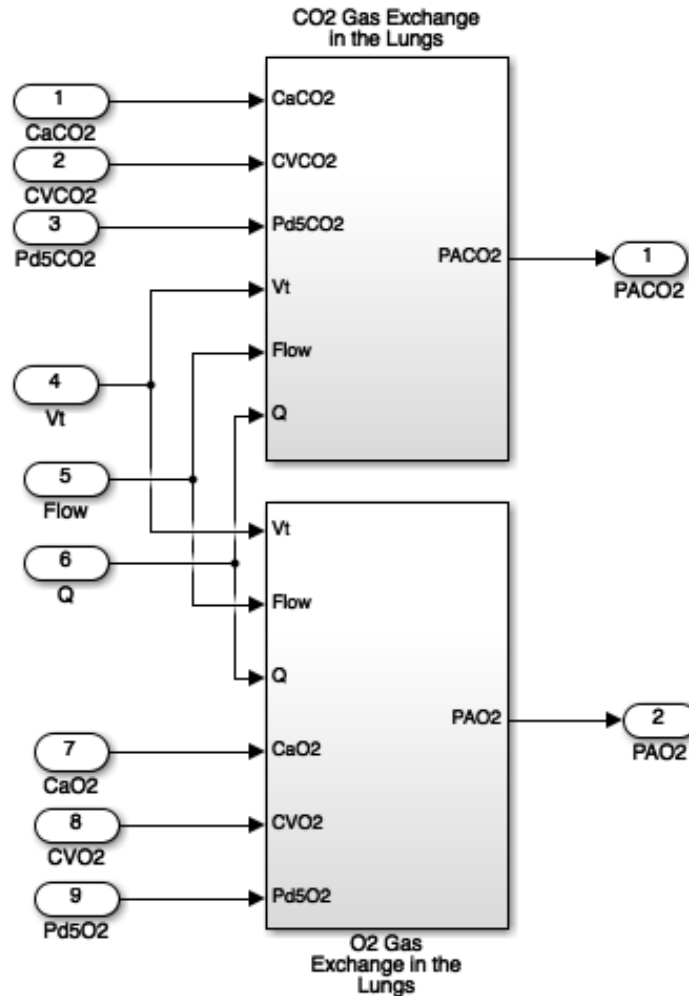 CO2 Gas Exchange
in the Lungs
1
CaCO2
CaCO2
2
CVCO2
CVCO2
3
Pd5CO2
Pd5CO2
PACO2
1
PACO2
Vt
4
Vt
Flow
Q
5
Flow
6
Q
Vt
Flow
Q
PAO2
2
PAO2
7
CaO2
CaO2
8
CVO2
CVO2
9
Pd5O2
Pd5O2
O2 Gas
Exchange in the
Lungs